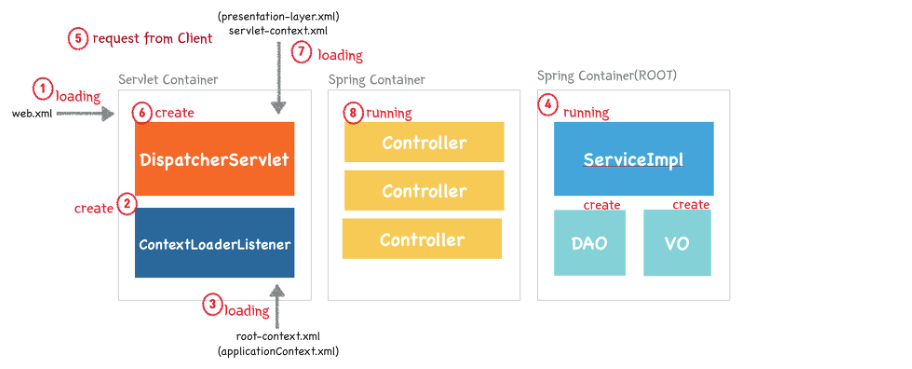 (presentation-layer.xml)
servlet-context.xml
5 request from Client
7 loading
Servlet Container
Spring Container
Spring Container(ROOT)
1 loading
web.xml
6 create
8 running
4 running
DispatcherServlet
Controller
ServiceImpl
Controller
create 2
create
create
ContextLoaderListener
Controller
DAO
VO
3 loading
root-context.xml
(applicationContext.xml)